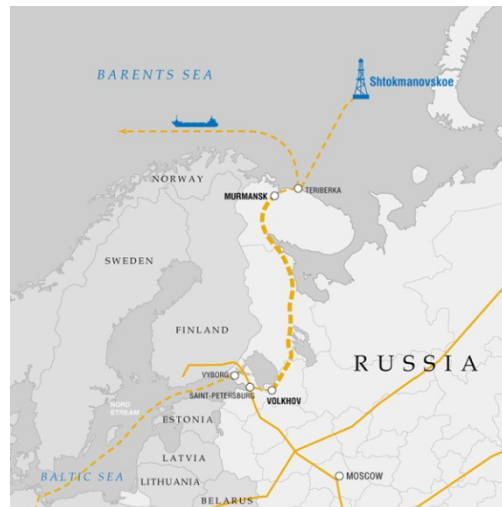 BARENTS SEA
Shtokmanovskoe
NORWAY
MURMANSK
TERIBERKA
SWEDEN
FINLAND
RUSSIA
VYBORG
SAINT-PETERSBURG
VOLKHOV
NORD
STREAM
ESTONIA
LATVIA
BALTIC SEA
MOSCOW
LITHUANIA
BELARUS